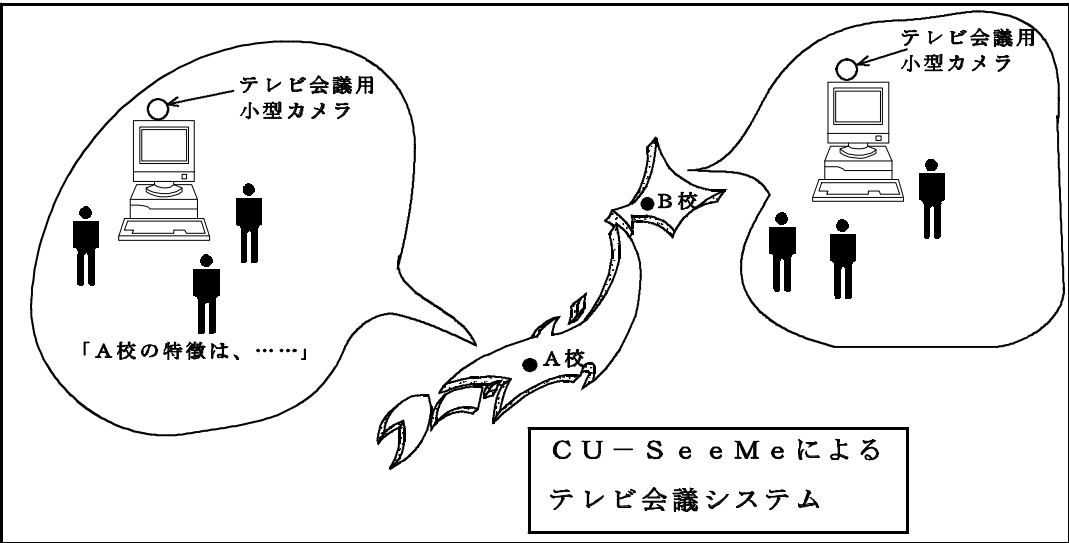 テレビ会議用
小型カメラ
「A校の特徴は、……」
テレビ会議用
小型カメラ
●B校
●A校
CU－SeeMeによる
テレビ会議システム